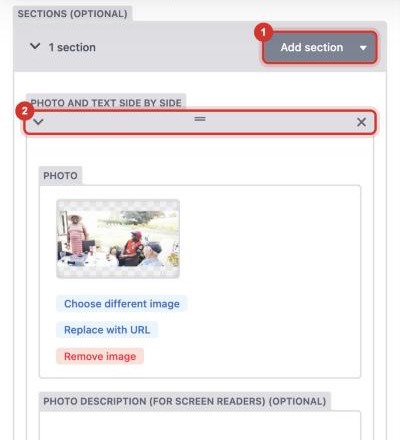 SECTIONS (OPTIONAL)
1 section
1
Add section
PHOTO AND TEXT SIDE BY SIDE
2
PHOTO
Choose different image
Replace with URL
Remove image
PHOTO DESCRIPTION (FOR SCREEN READERS) (OPTIONAL)